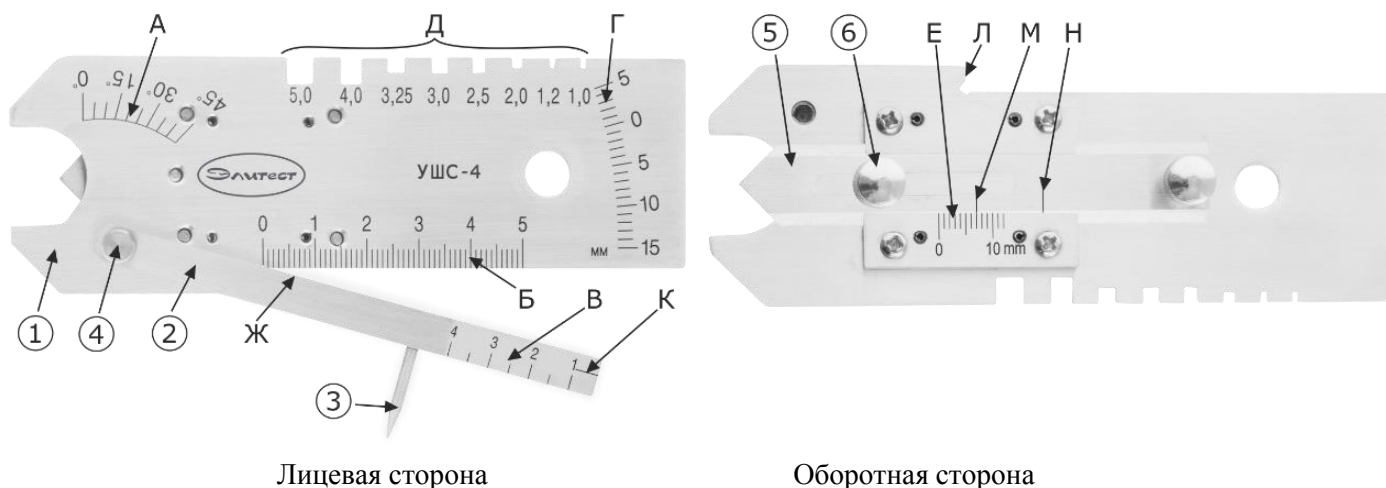 А Д Г
0° 15° 30° 45°
5,0 4,0 3,25 3,0 2,5 2,0 1,2 1,0
5
0
5
10
мм 15
Элитест УШС-4
0 1 2 3 4 5
1 4 2 Ж Б В К
4 3 2 1
3
5 6 Е Л М Н
0 10 mm
Лицевая сторона Оборотная сторона